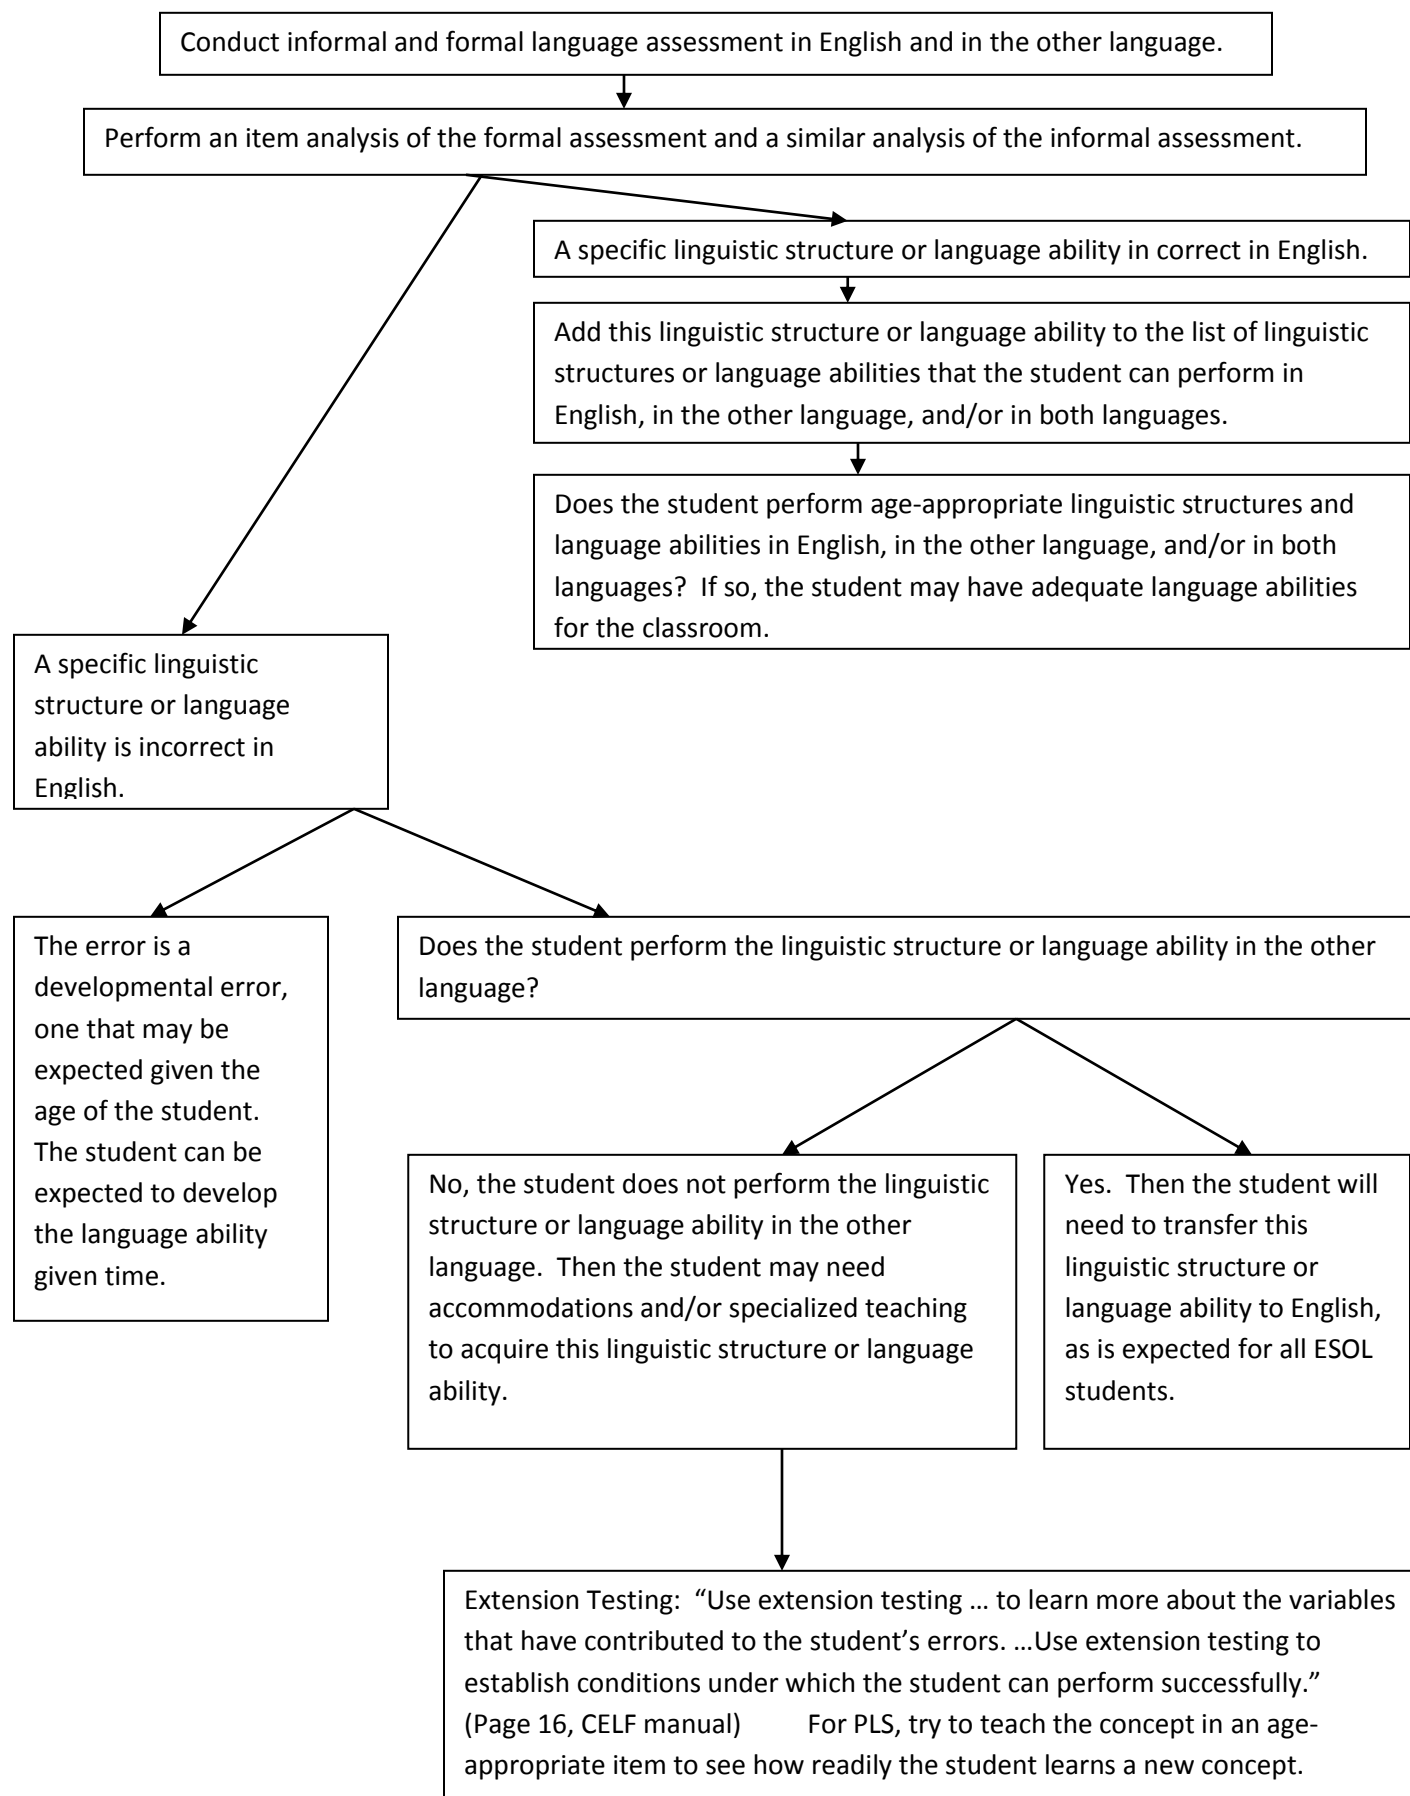 Conduct informal and formal language assessment in English and in the other language.
Perform an item analysis of the formal assessment and a similar analysis of the informal assessment.
A specific linguistic structure or language ability in correct in English.
Add this linguistic structure or language ability to the list of linguistic
structures or language abilities that the student can perform in
English, in the other language, and/or in both languages.
Does the student perform age-appropriate linguistic structures and
language abilities in English, in the other language, and/or in both
languages?  If so, the student may have adequate language abilities
for the classroom.
A specific linguistic
structure or language
ability is incorrect in
English.
The error is a
developmental error,
one that may be
expected given the
age of the student.
The student can be
expected to develop
the language ability
given time.
Does the student perform the linguistic structure or language ability in the other
language?
No, the student does not perform the linguistic
structure or language ability in the other
language.  Then the student may need
accommodations and/or specialized teaching
to acquire this linguistic structure or language
ability.
Yes.  Then the student will
need to transfer this
linguistic structure or
language ability to English,
as is expected for all ESOL
students.
Extension Testing:  “Use extension testing … to learn more about the variables
that have contributed to the student’s errors. …Use extension testing to
establish conditions under which the student can perform successfully.”
(Page 16, CELF manual)        For PLS, try to teach the concept in an age-
appropriate item to see how readily the student learns a new concept.